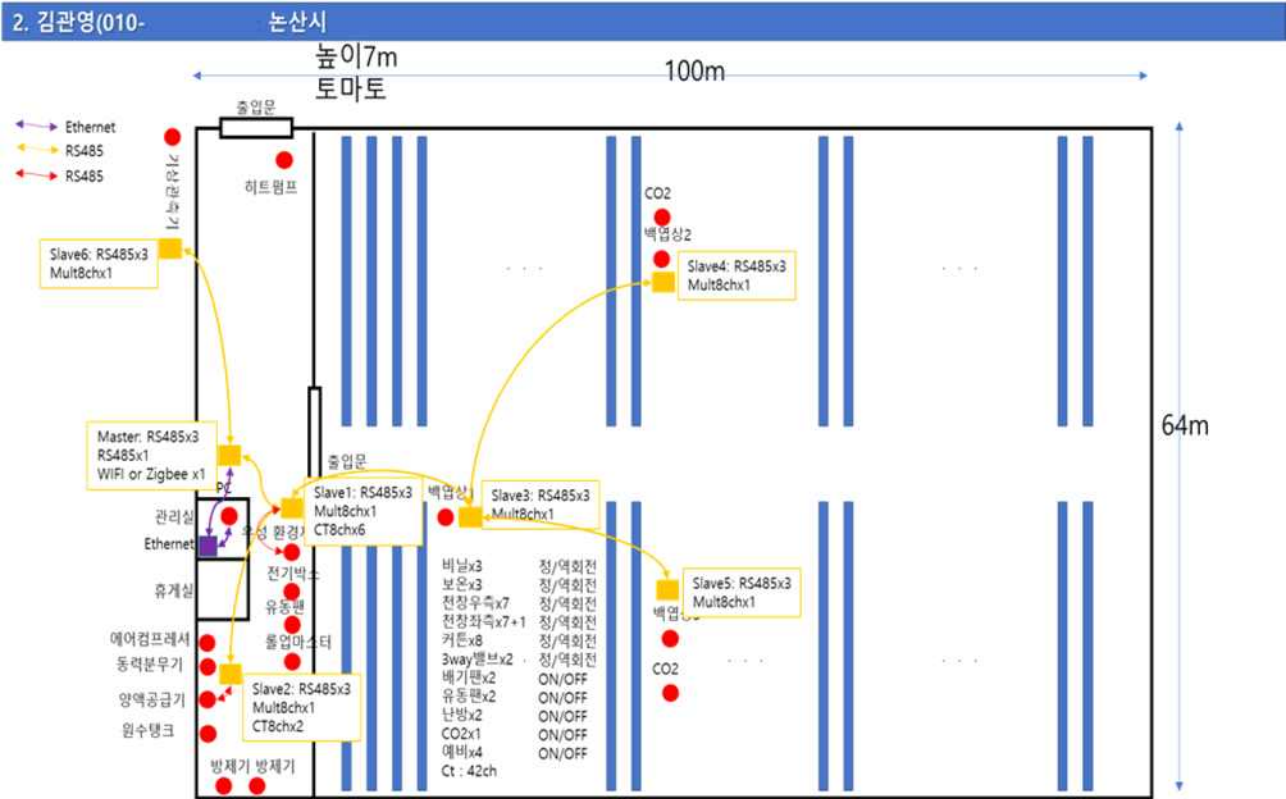 2. 김관영(010- 논산시
높이7m
토마토
100m
출입문
Ethernet
RS485
RS485
기상관측기
히트펌프
CO2
백엽상2
Slave6: RS485x3
Mult8chx1
Slave4: RS485x3
Mult8chx1
. . .
. . .
64m
Master: RS485x3
RS485x1
WIFI or Zigbee x1
PC
출입문
Slave1: RS485x3
Mult8chx1
CT8chx6
백엽상1
Slave3: RS485x3
Mult8chx1
관리실
Ethernet
전기박스
휴게실
유동팬
롤업마스터
에어컴프레셔
동력분무기
양액공급기
원수탱크
Slave2: RS485x3
Mult8chx1
CT8chx2
방제기 방제기
비닐x3 정/역회전
보온x3 정/역회전
천창우측x7 정/역회전
천창좌측x7+1 정/역회전
커튼x8 정/역회전
3way밸브x2 정/역회전
배기팬x2 ON/OFF
유동팬x2 ON/OFF
난방x2 ON/OFF
CO2x1 ON/OFF
예비x4 ON/OFF
Ct : 42ch
Slave5: RS485x3
Mult8chx1
백엽상
CO2
. . .
. . .